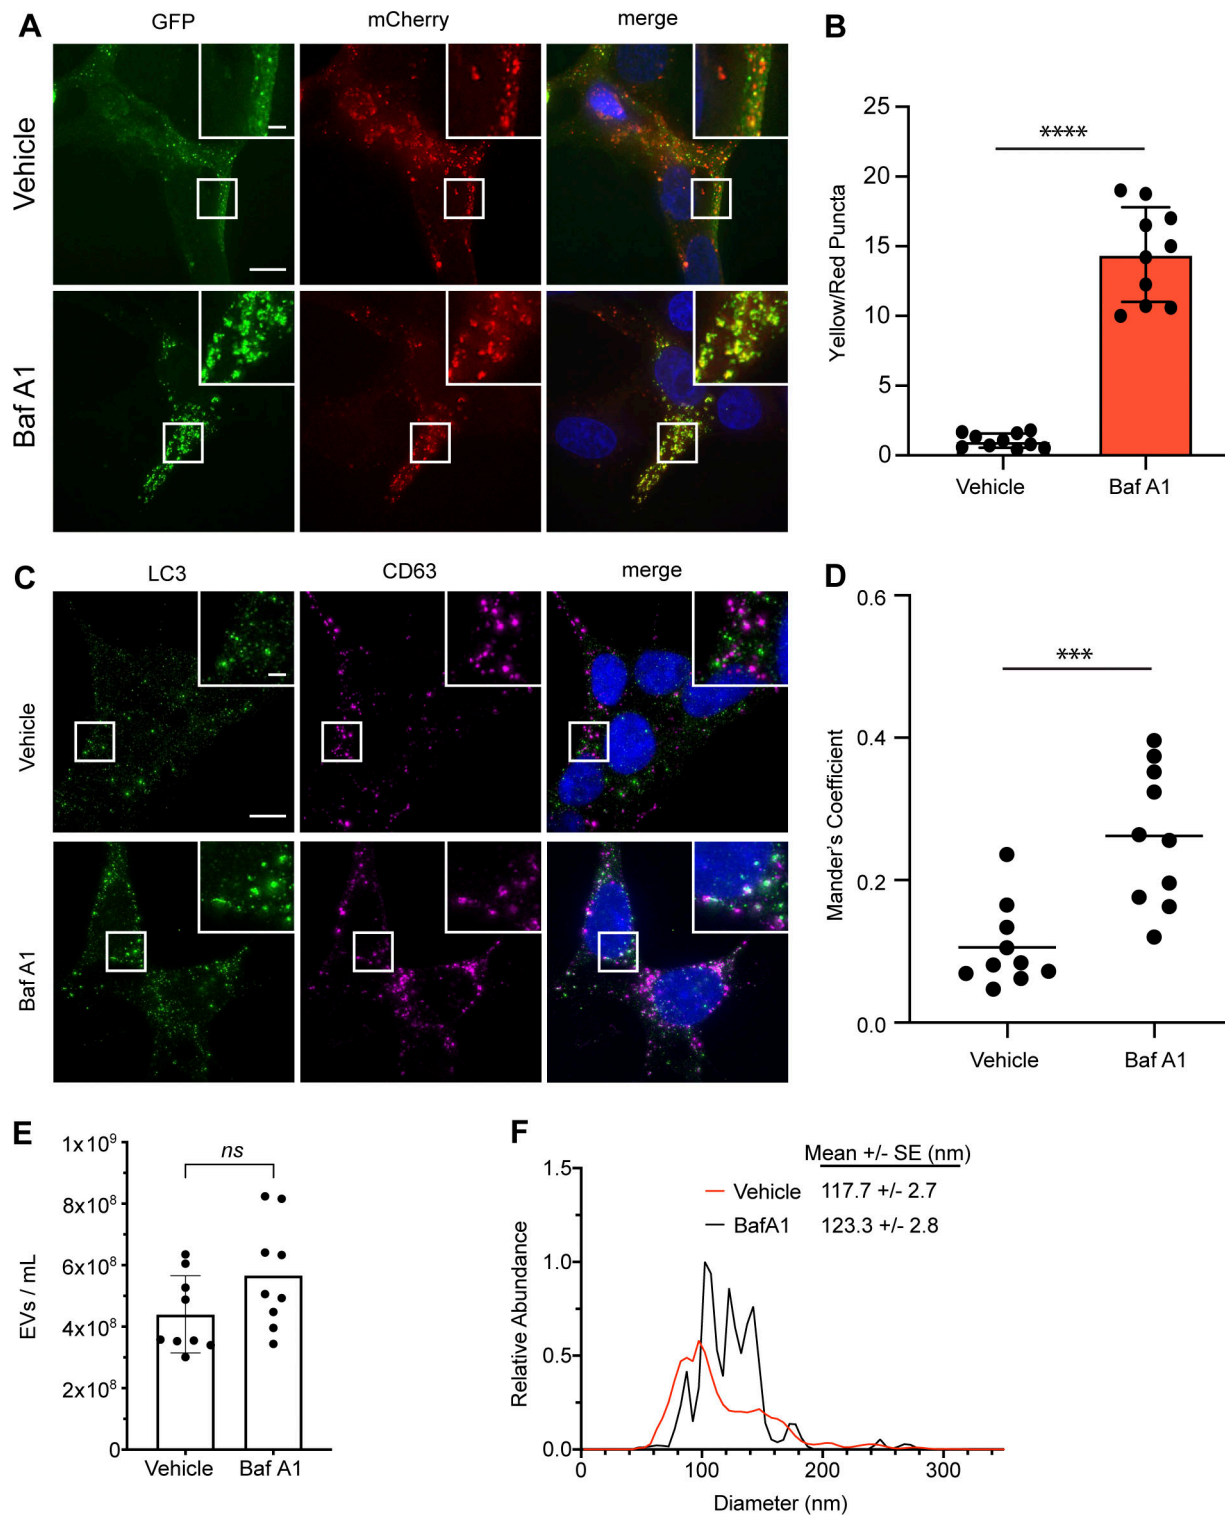 A GFP mCherry merge
Vehicle
Baf A1
B
Yellow/Red Puncta
25
20
15
10
5
0
****
Vehicle Baf A1
C LC3 CD63 merge
Vehicle
Baf A1
D
Mander's Coefficient
0.6
0.4
0.2
0.0
***
Vehicle Baf A1
E
EVs / mL
1x10⁹
8x10⁸
6x10⁸
4x10⁸
2x10⁸
0
ns
Vehicle Baf A1
F
Mean +/- SE (nm)
Vehicle 117.7 +/- 2.7
BafA1 123.3 +/- 2.8
Relative Abundance
1.5
1.0
0.5
0.0
0 100 200 300
Diameter (nm)